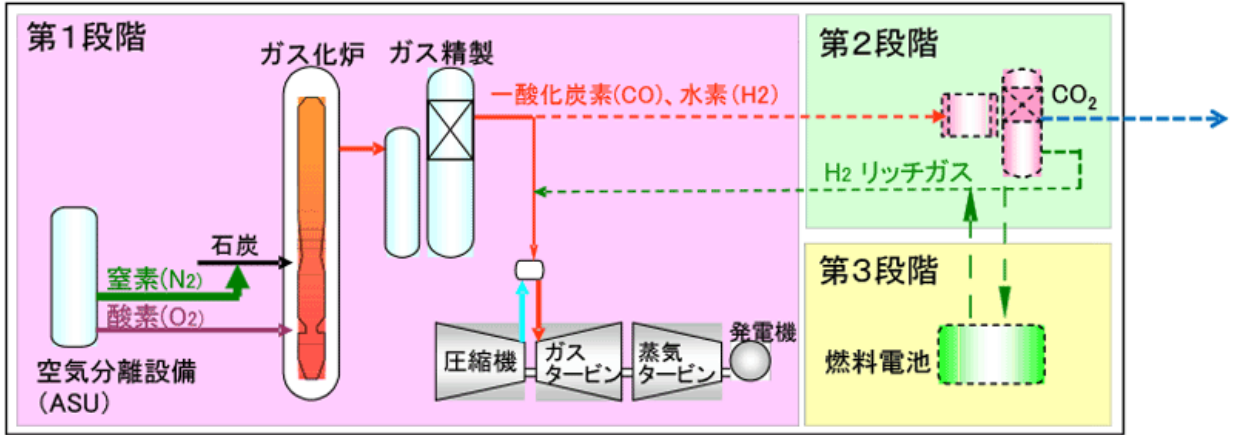 第1段階
ガス化炉
ガス精製
一酸化炭素(CO)、水素(H2)
石炭
窒素(N2)
酸素(O2)
空気分離設備
(ASU)
圧縮機
ガス
タービン
蒸気
タービン
発電機
第2段階
CO2
H2 リッチガス
第3段階
燃料電池